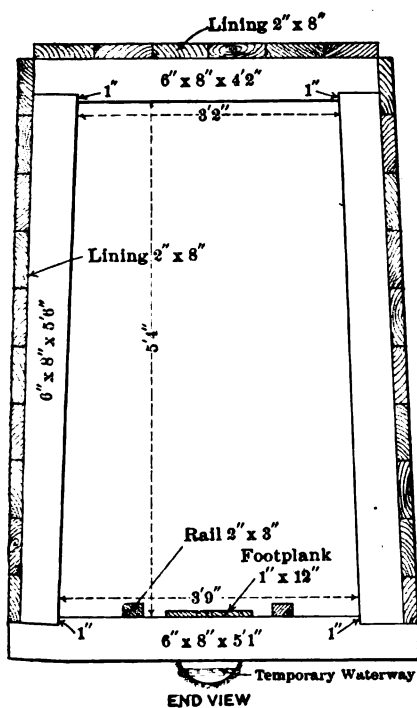 Lining 2" x 8"
6" x 8" x 4'2"
1"
1"
3'2"
Lining 2" x 8"
6" x 8" x 5'6"
5'4"
Rail 2" x 3"
Footplank
1" x 12"
3'9"
1"
1"
6" x 8" x 5'1"
Temporary Waterway
END VIEW